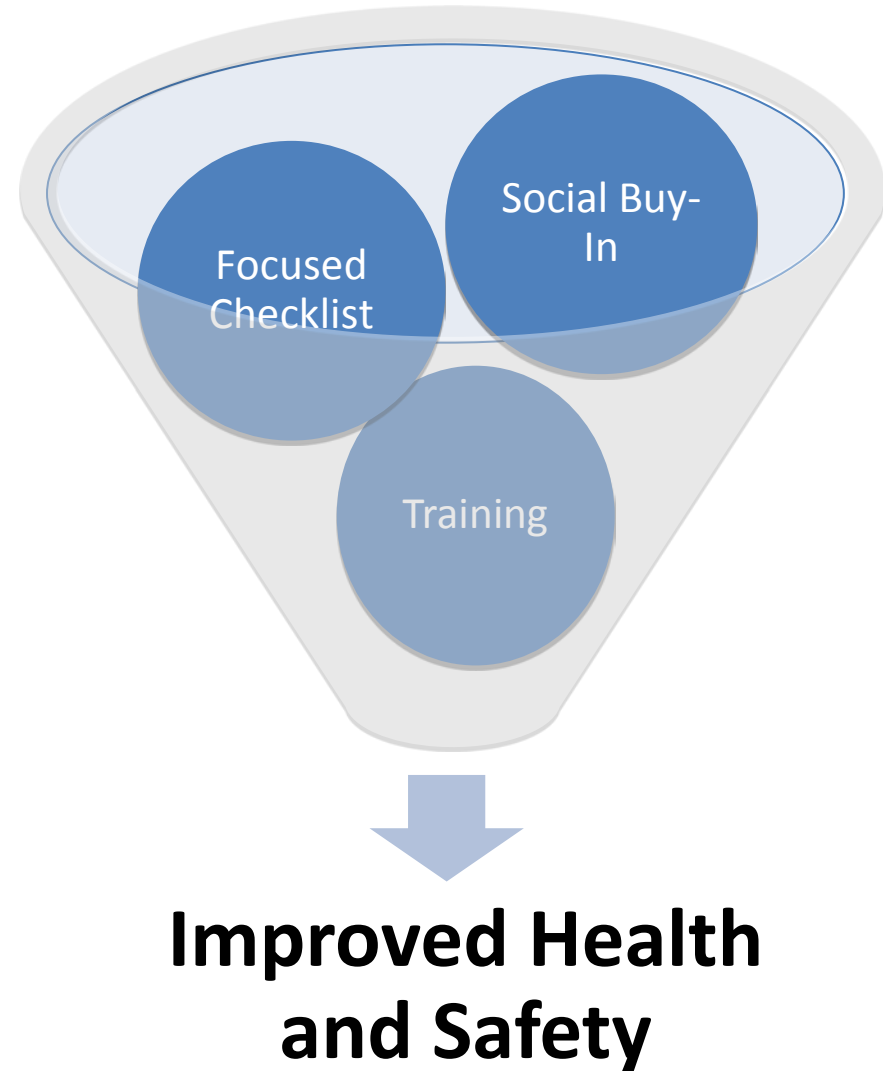 Social Buy-
In
Focused
Checklist
Training
Improved Health
and Safety